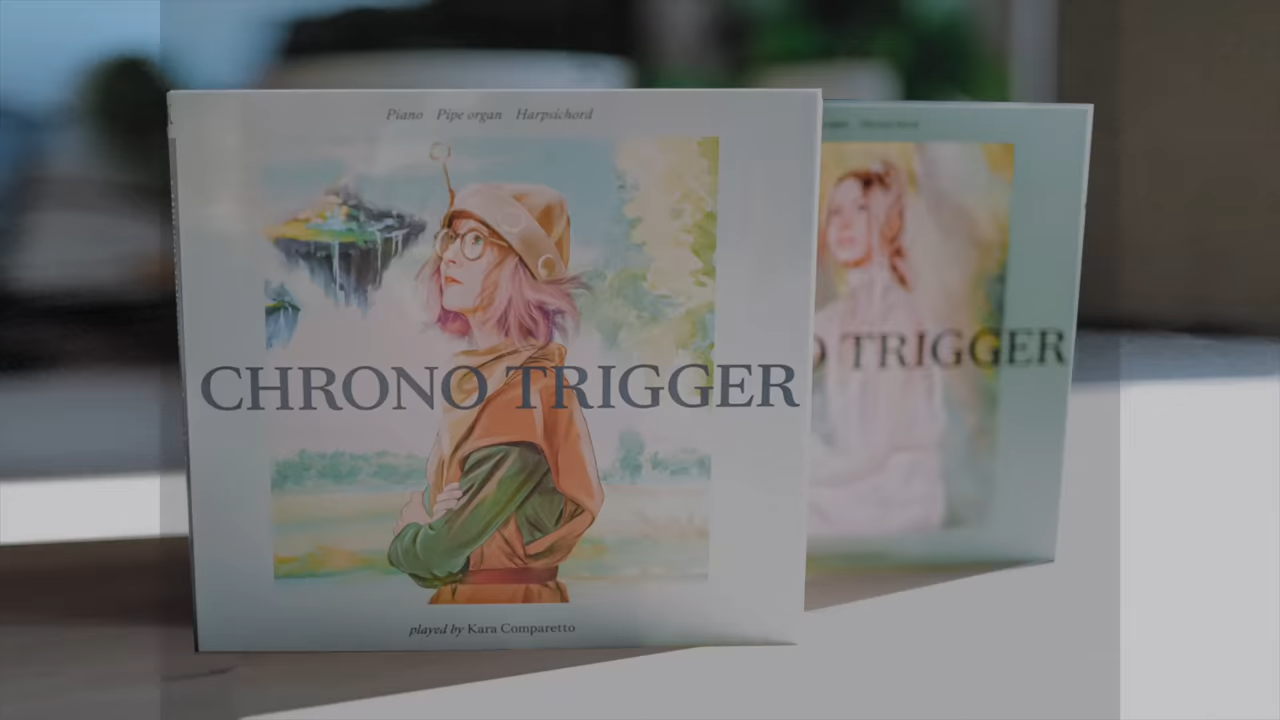 Piano Pipe organ Harpsichord
CHRONO TRIGGER
played by Kara Comparetto
TRIGGER